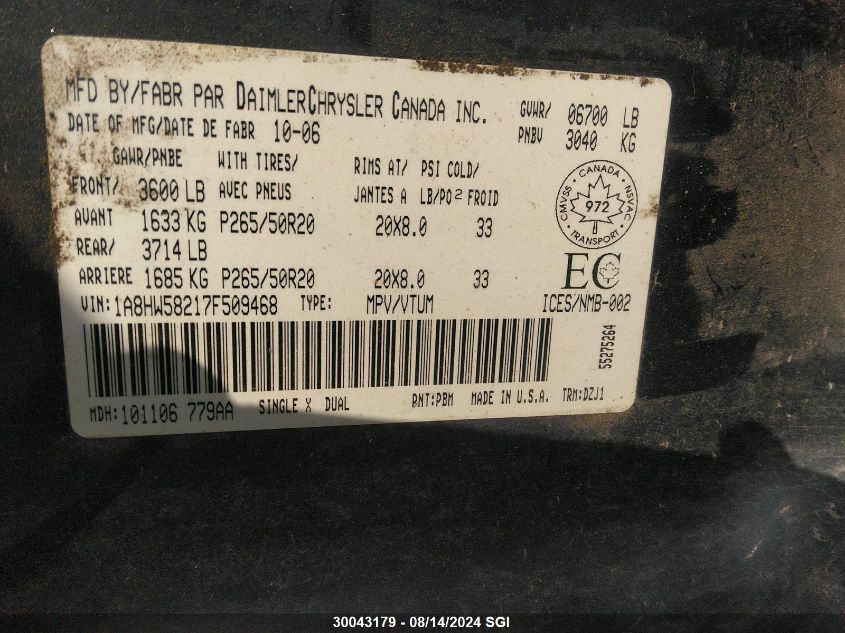 MFD BY/FABR PAR DAIMLERCHRYSLER CANADA INC. GVWR/ 06700 LB
DATE OF MFG/DATE DE FABR 10-06 PNBV 3040 KG
GAWR/PNBE WITH TIRES/ RIMS AT/ PSI COLD/
FRONT/ 3600 LB AVEC PNEUS JANTES A LB/PO2 FROID
AVANT 1633 KG P265/50R20 20X8.0 33
REAR/ 3714 LB
ARRIERE 1685 KG P265/50R20 20X8.0 33
VIN: 1A8HW58217F509468 TYPE: MPV/VTUM ICES/NMB-002
CANADA
CMVSS NSVAC
972
TRANSPORT
EC
55275264
MDH: 101106 779AA SINGLE X DUAL PNT:PBM MADE IN U.S.A. TRM:DZJ1
30043179 - 08/14/2024 SGI